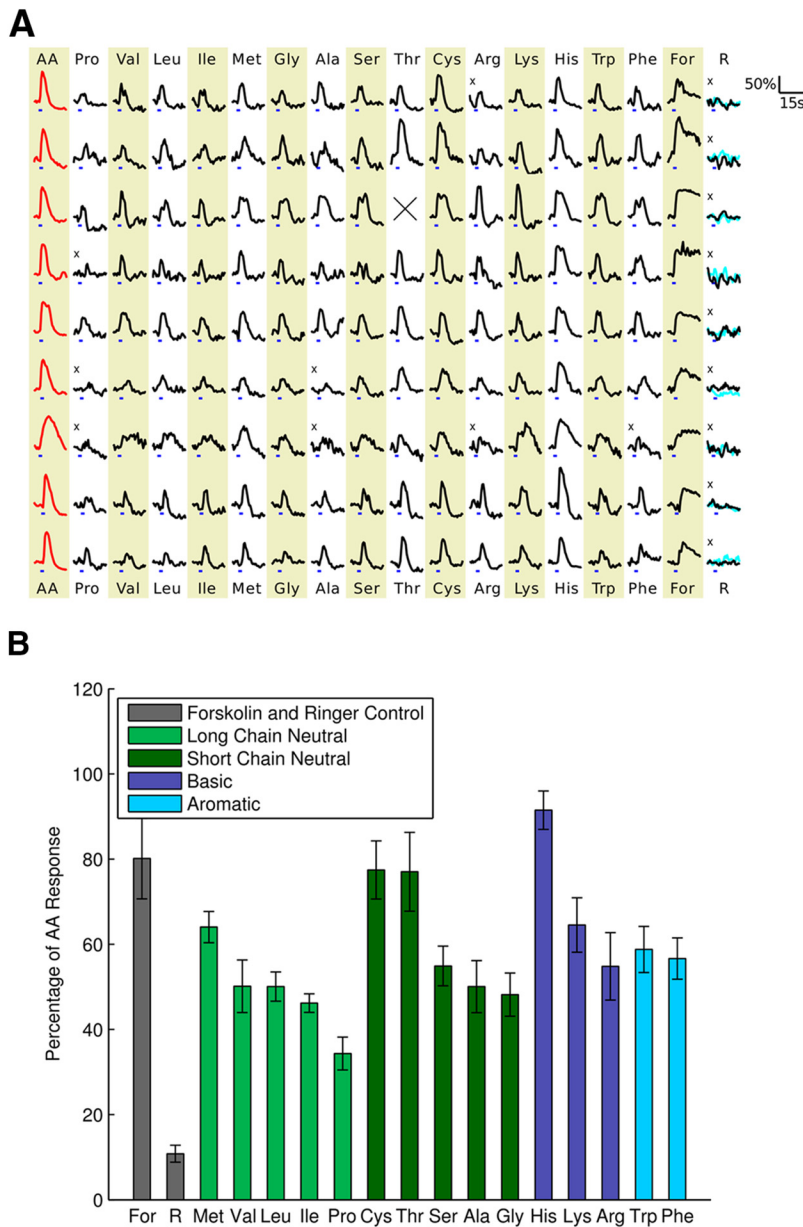 A
AA Pro Val Leu Ile Met Gly Ala Ser Thr Cys Arg Lys His Trp Phe For R
x x
50%
15s
x
x
x x
x
x x
x x x x x
x
x
AA Pro Val Leu Ile Met Gly Ala Ser Thr Cys Arg Lys His Trp Phe For R
B
120
100
80
60
40
20
0
Percentage of AA Response
Forskolin and Ringer Control
Long Chain Neutral
Short Chain Neutral
Basic
Aromatic
For R Met Val Leu Ile Pro Cys Thr Ser Ala Gly His Lys Arg Trp Phe